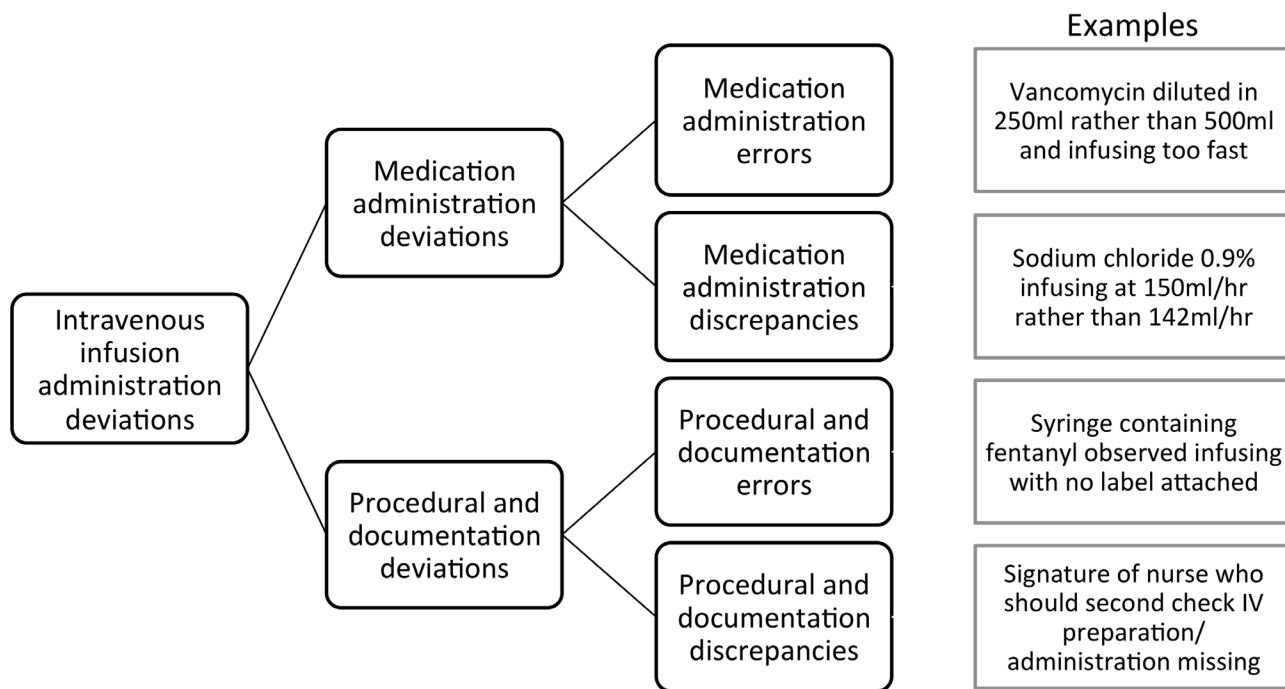 Examples
Intravenous
infusion
administration
deviations
Medication
administration
deviations
Procedural and
documentation
deviations
Medication
administration
errors
Vancomycin diluted in
250ml rather than 500ml
and infusing too fast
Medication
administration
discrepancies
Sodium chloride 0.9%
infusing at 150ml/hr
rather than 142ml/hr
Procedural and
documentation
errors
Syringe containing
fentanyl observed infusing
with no label attached
Procedural and
documentation
discrepancies
Signature of nurse who
should second check IV
preparation/
administration missing